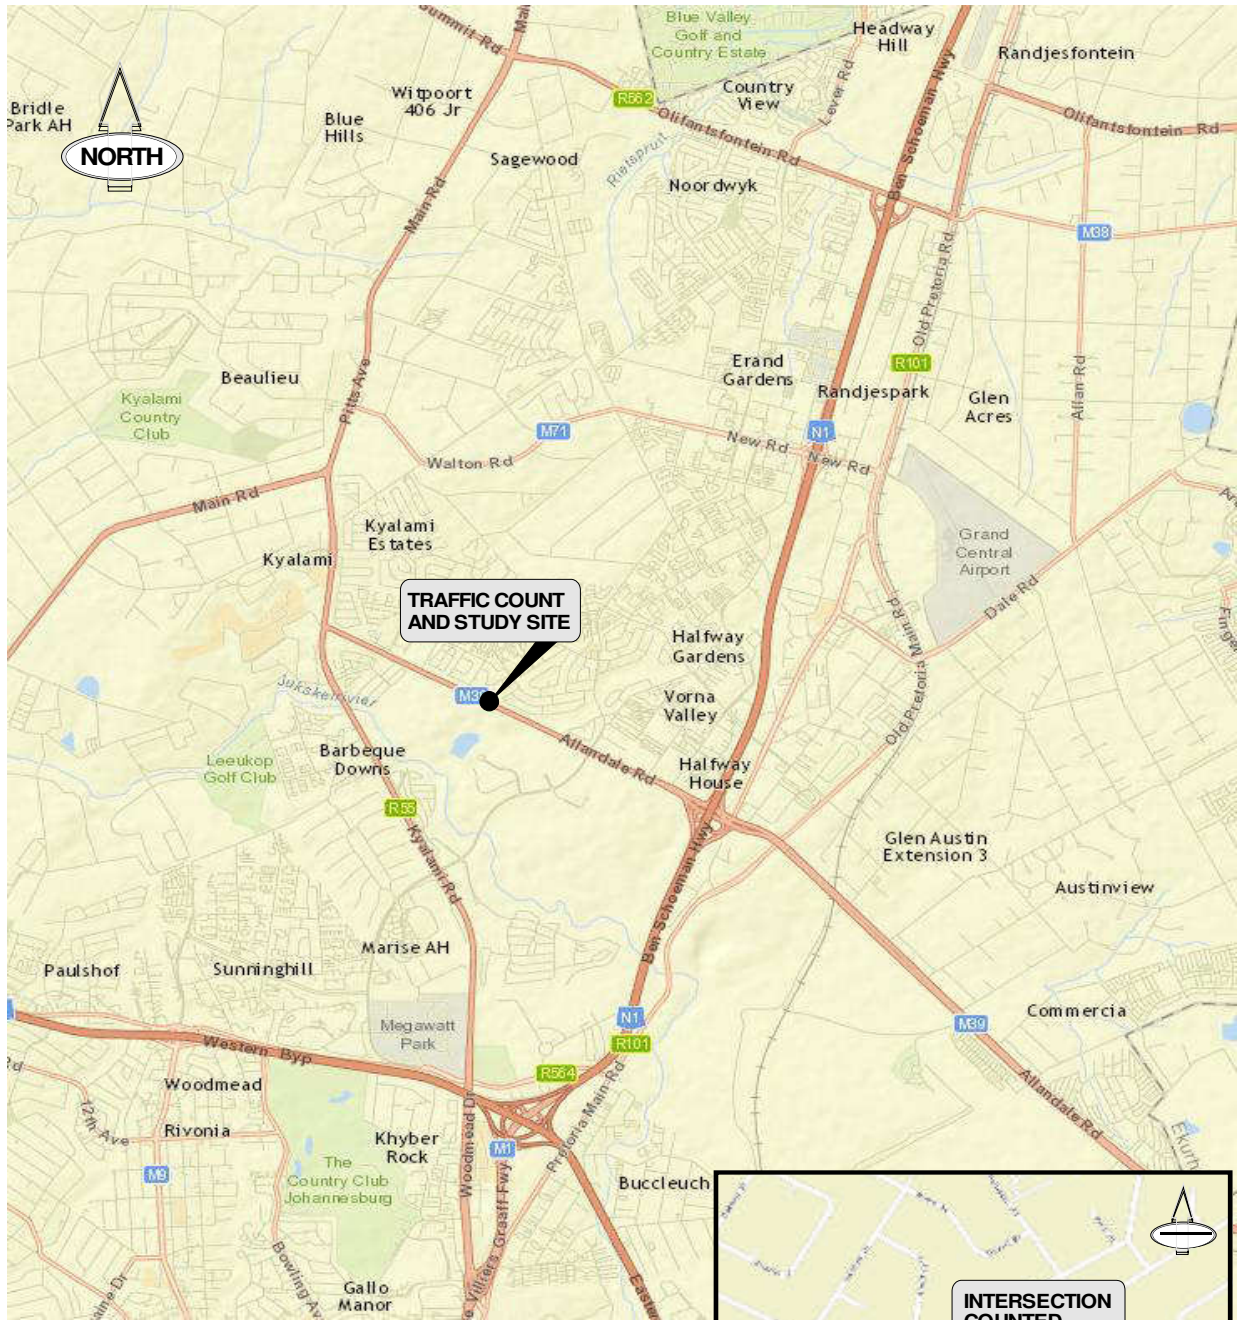 Summit Rd
Blue Valley
Golf and
Country Estate
Headway
Hill
Randjesfontein
Bridle
Park AH
NORTH
Witpoort
406 Jr
Blue
Hills
R562
Country
View
Lever Rd
Ben Schoeman Hwy
Olifantsfontein Rd
Olifantsfontein Rd
Sagewood
Rietspruit
Noordwyk
Main Rd
M38
Old Pretoria Rd
Beaulieu
Kyalami
Country
Club
Pitts Ave
Erand
Gardens
R101
Randjespark
Glen
Acres
Allan Rd
M71
Walton Rd
New Rd
N1
New Rd
Main Rd
Kyalami
Estates
Kyalami
Grand
Central
Airport
Dale Rd
TRAFFIC COUNT
AND STUDY SITE
Halfway
Gardens
Old Pretoria Main Rd
Jukskeirivier
Vorna
Valley
Leeukop
Golf Club
Barbeque
Downs
Allandale Rd
Halfway
House
R55
Kyalami Rd
Ben Schoeman Hwy
Glen Austin
Extension 3
Austinview
Marise AH
Paulshof
Sunninghill
Commercia
Megawatt
Park
N1
R101
M39
Western Byp
R564
Allandale Rd
Woodmead
12th Ave
Rivonia
Woodmead Dr
Pretoria Main Rd
Khyber
Rock
M1
M9
The
Country Club
Johannesburg
Buccleuch
Villiers Graaff Fwy
Gallo
Manor
INTERSECTION
COUNTED